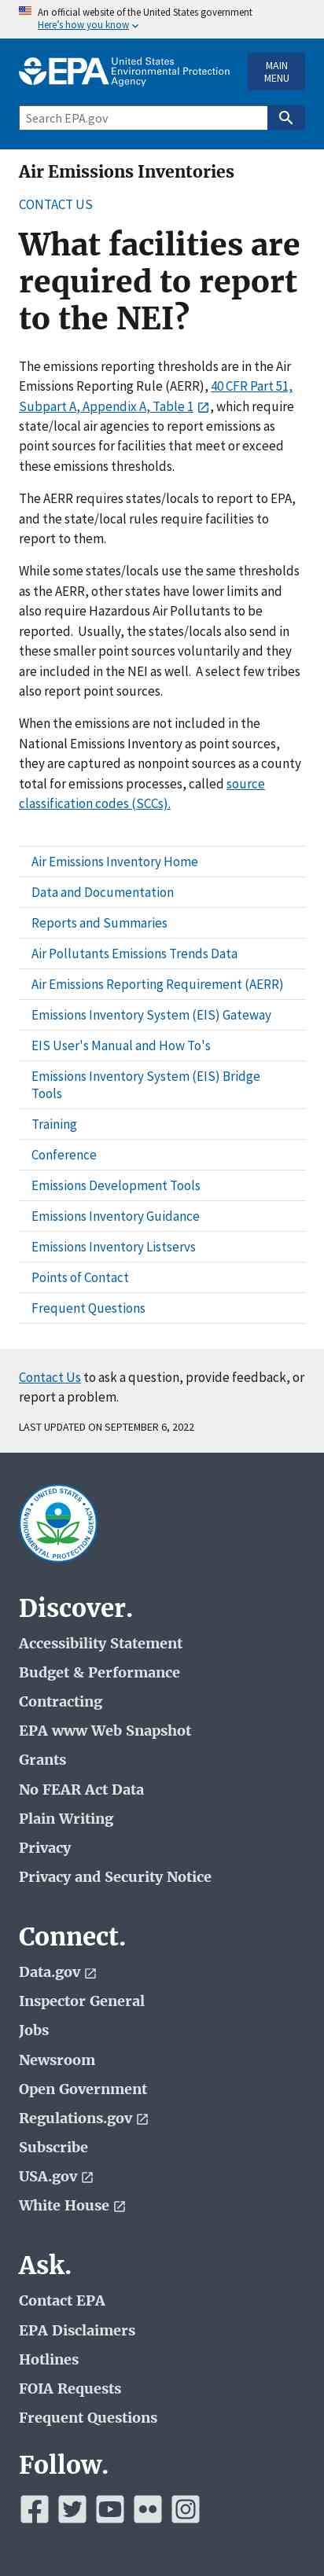 An official website of the United States government
Here's how you know
EPA United States
Environmental Protection
Agency
MAIN
MENU
Search EPA.gov
Air Emissions Inventories
CONTACT US
What facilities are
required to report
to the NEI?
The emissions reporting thresholds are in the Air
Emissions Reporting Rule (AERR), 40 CFR Part 51,
Subpart A, Appendix A, Table 1 , which require
state/local air agencies to report emissions
from point sources for facilities that meet or exceed
these emissions thresholds.
The AERR requires states/locals to report to EPA,
and the state/local rules require facilities to
report to them.
While some states/locals use the same thresholds
as the AERR, other states have lower limits and
also require Hazardous Air Pollutants to be
reported.  Usually, the states/locals also send in
these smaller point sources voluntarily and they
are included in the NEI as well.  A select few tribes
also report point sources.
When the emissions are not included in the
National Emissions Inventory as point sources,
they are captured as nonpoint sources as a county
total for emissions processes, called source
classification codes (SCCs).
Air Emissions Inventory Home
Data and Documentation
Reports and Summaries
Air Pollutants Emissions Trends Data
Air Emissions Reporting Requirement (AERR)
Emissions Inventory System (EIS) Gateway
EIS User's Manual and How To's
Emissions Inventory System (EIS) Bridge
Tools
Training
Conference
Emissions Development Tools
Emissions Inventory Guidance
Emissions Inventory Listservs
Points of Contact
Frequent Questions
Contact Us to ask a question, provide feedback, or
report a problem.
LAST UPDATED ON SEPTEMBER 6, 2022
UNITED STATES
ENVIRONMENTAL PROTECTION AGENCY
Discover.
Accessibility Statement
Budget & Performance
Contracting
EPA www Web Snapshot
Grants
No FEAR Act Data
Plain Writing
Privacy
Privacy and Security Notice
Connect.
Data.gov
Inspector General
Jobs
Newsroom
Open Government
Regulations.gov
Subscribe
USA.gov
White House
Ask.
Contact EPA
EPA Disclaimers
Hotlines
FOIA Requests
Frequent Questions
Follow.